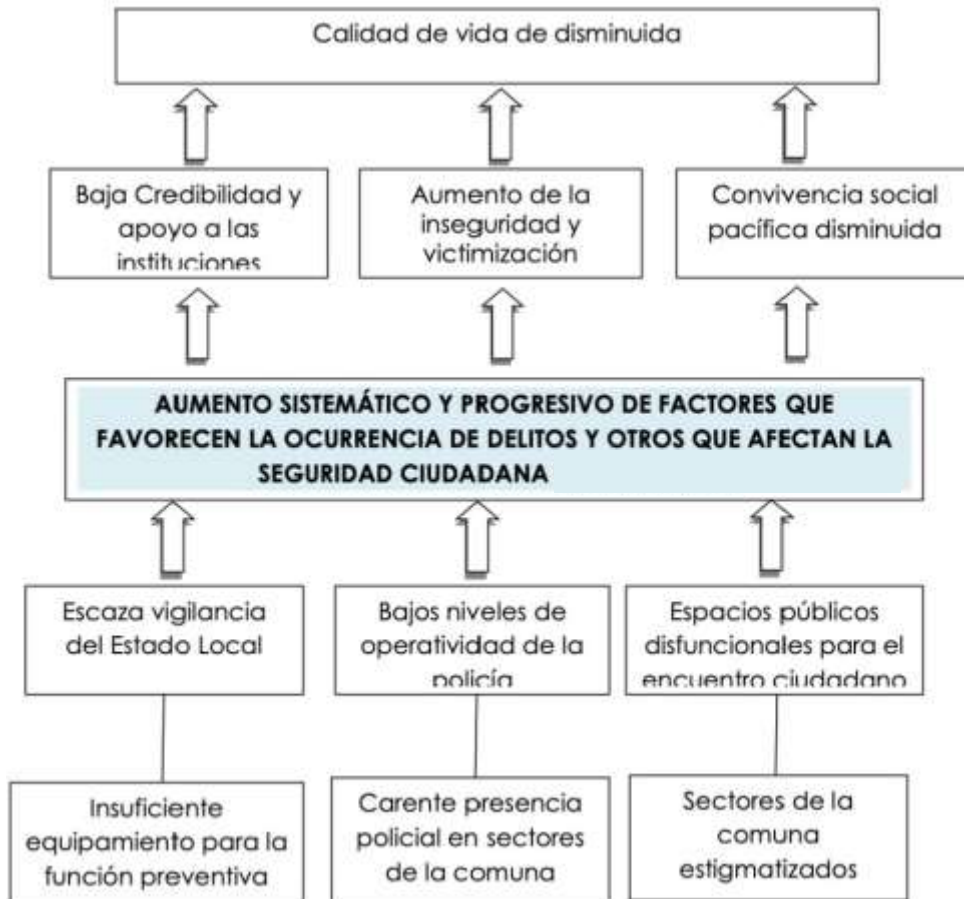 Calidad de vida de disminuida
Baja Credibilidad y
apoyo a las
instituciones
Aumento de la
inseguridad y
victimización
Convivencia social
pacífica disminuida
AUMENTO SISTEMÁTICO Y PROGRESIVO DE FACTORES QUE
FAVORECEN LA OCURRENCIA DE DELITOS Y OTROS QUE AFECTAN LA
SEGURIDAD CIUDADANA
Escaza vigilancia
del Estado Local
Bajos niveles de
operatividad de la
policía
Espacios públicos
disfuncionales para el
encuentro ciudadano
Insuficiente
equipamiento para la
función preventiva
Carente presencia
policial en sectores
de la comuna
Sectores de la
comuna
estigmatizados